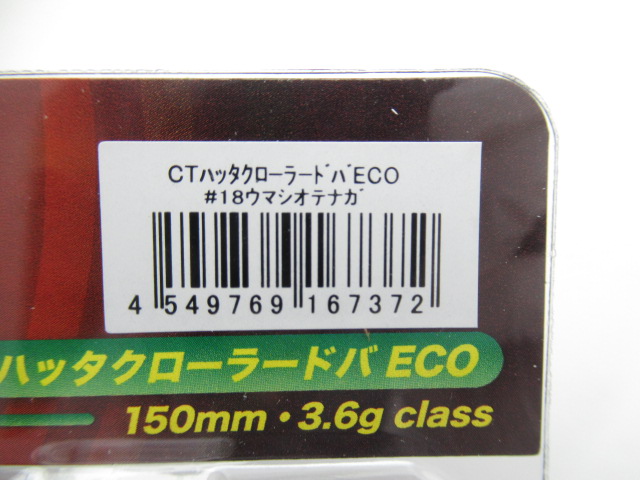 CTﾊｯﾀｸﾛｰﾗｰﾄﾞﾊﾞECO
#18ｳﾏｼｵﾃﾅｶﾞ
4 549769 167372
ハッタクローラードバ ECO
150mm・3.6g class